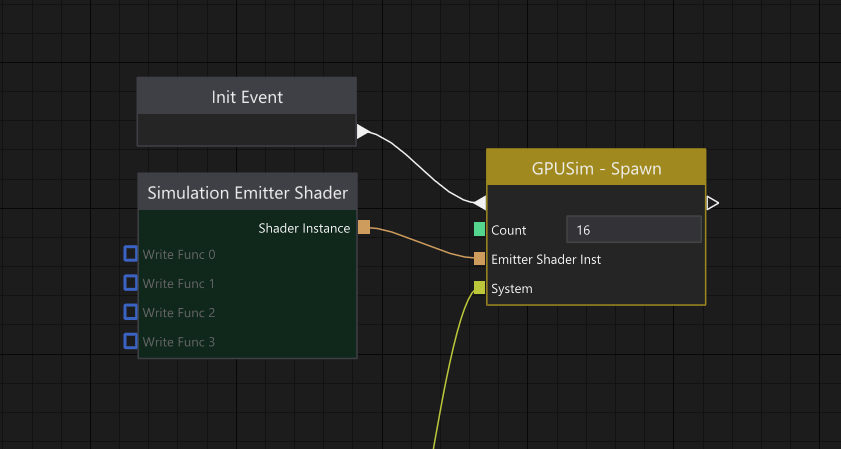 Init Event
GPUSim - Spawn
Simulation Emitter Shader
Shader Instance
Write Func 0
Write Func 1
Write Func 2
Write Func 3
Count 16
Emitter Shader Inst
System